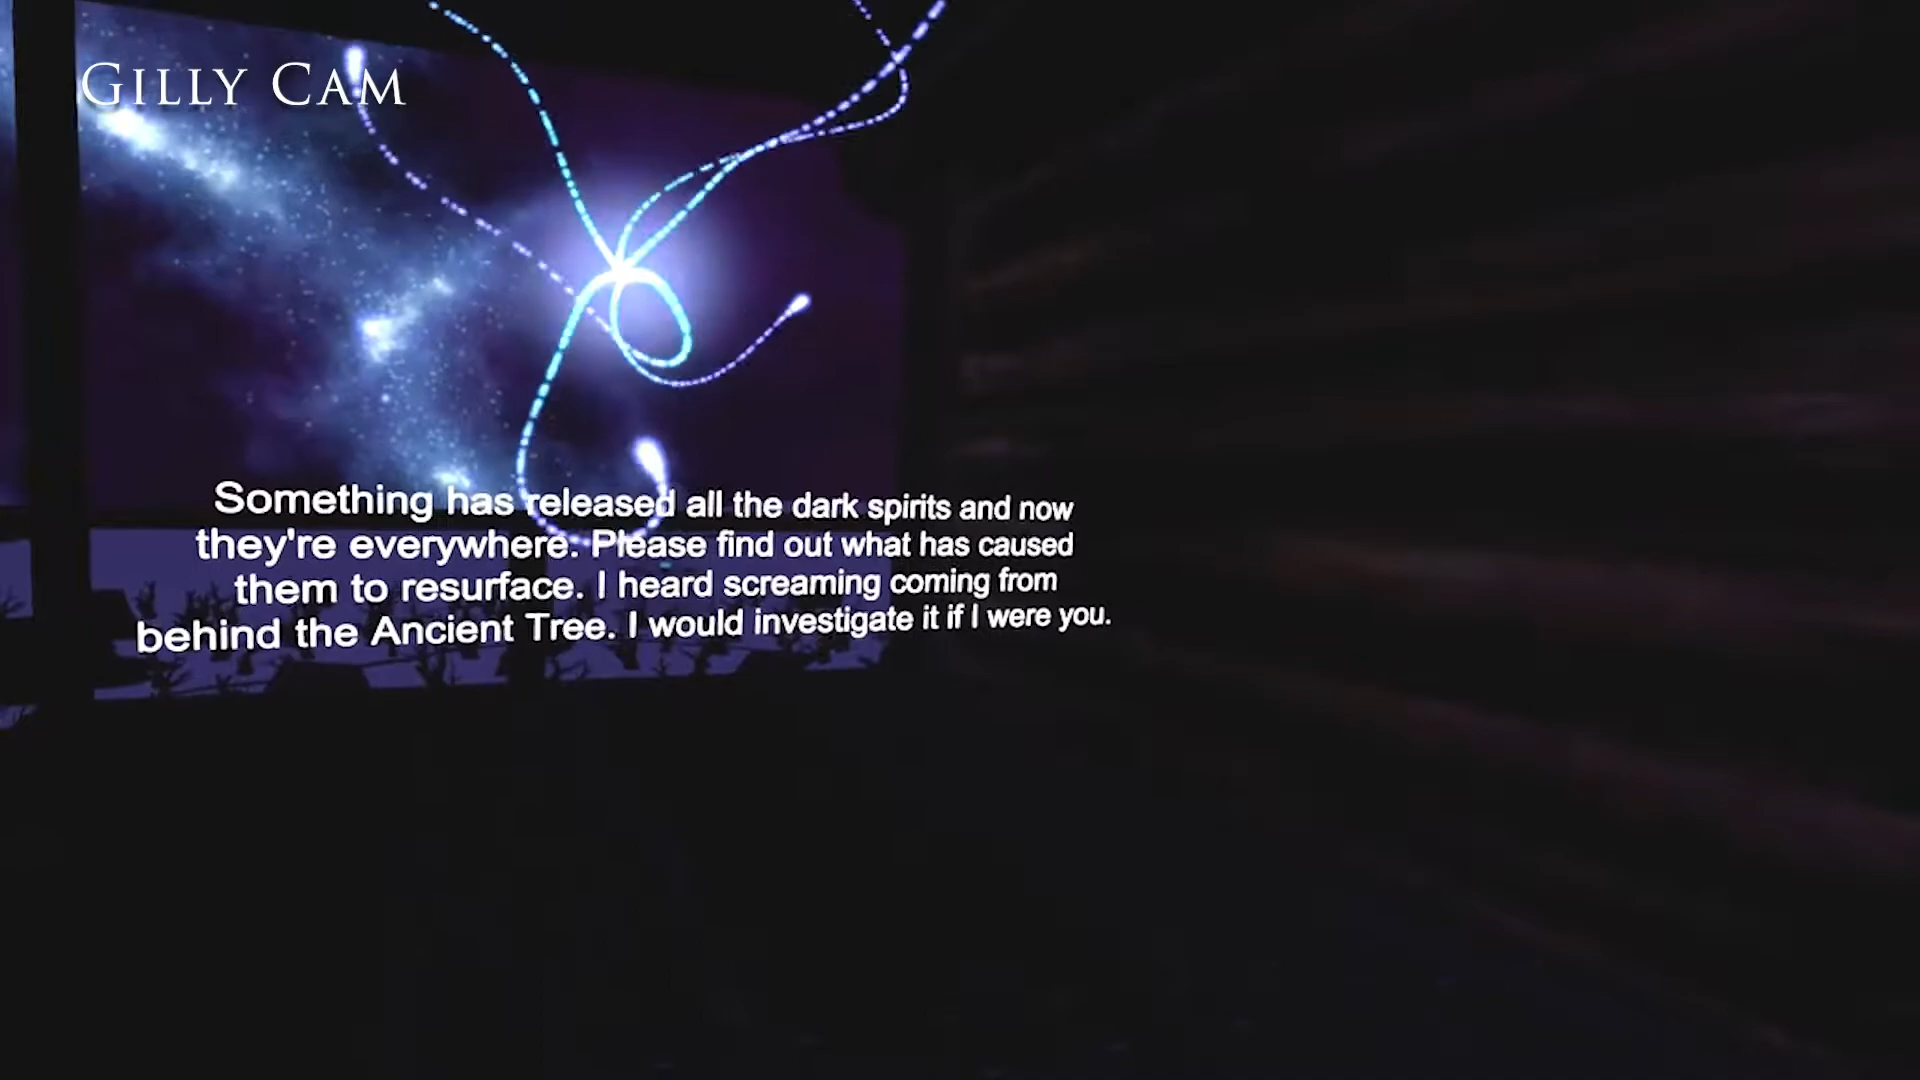 GILLY CAM
Something has released all the dark spirits and now
they're everywhere. Please find out what has caused
them to resurface. I heard screaming coming from
behind the Ancient Tree. I would investigate it if I were you.